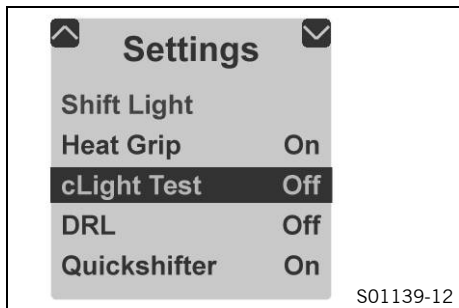 Settings
Shift Light
Heat Grip On
cLight Test Off
DRL Off
Quickshifter On
S01139-12